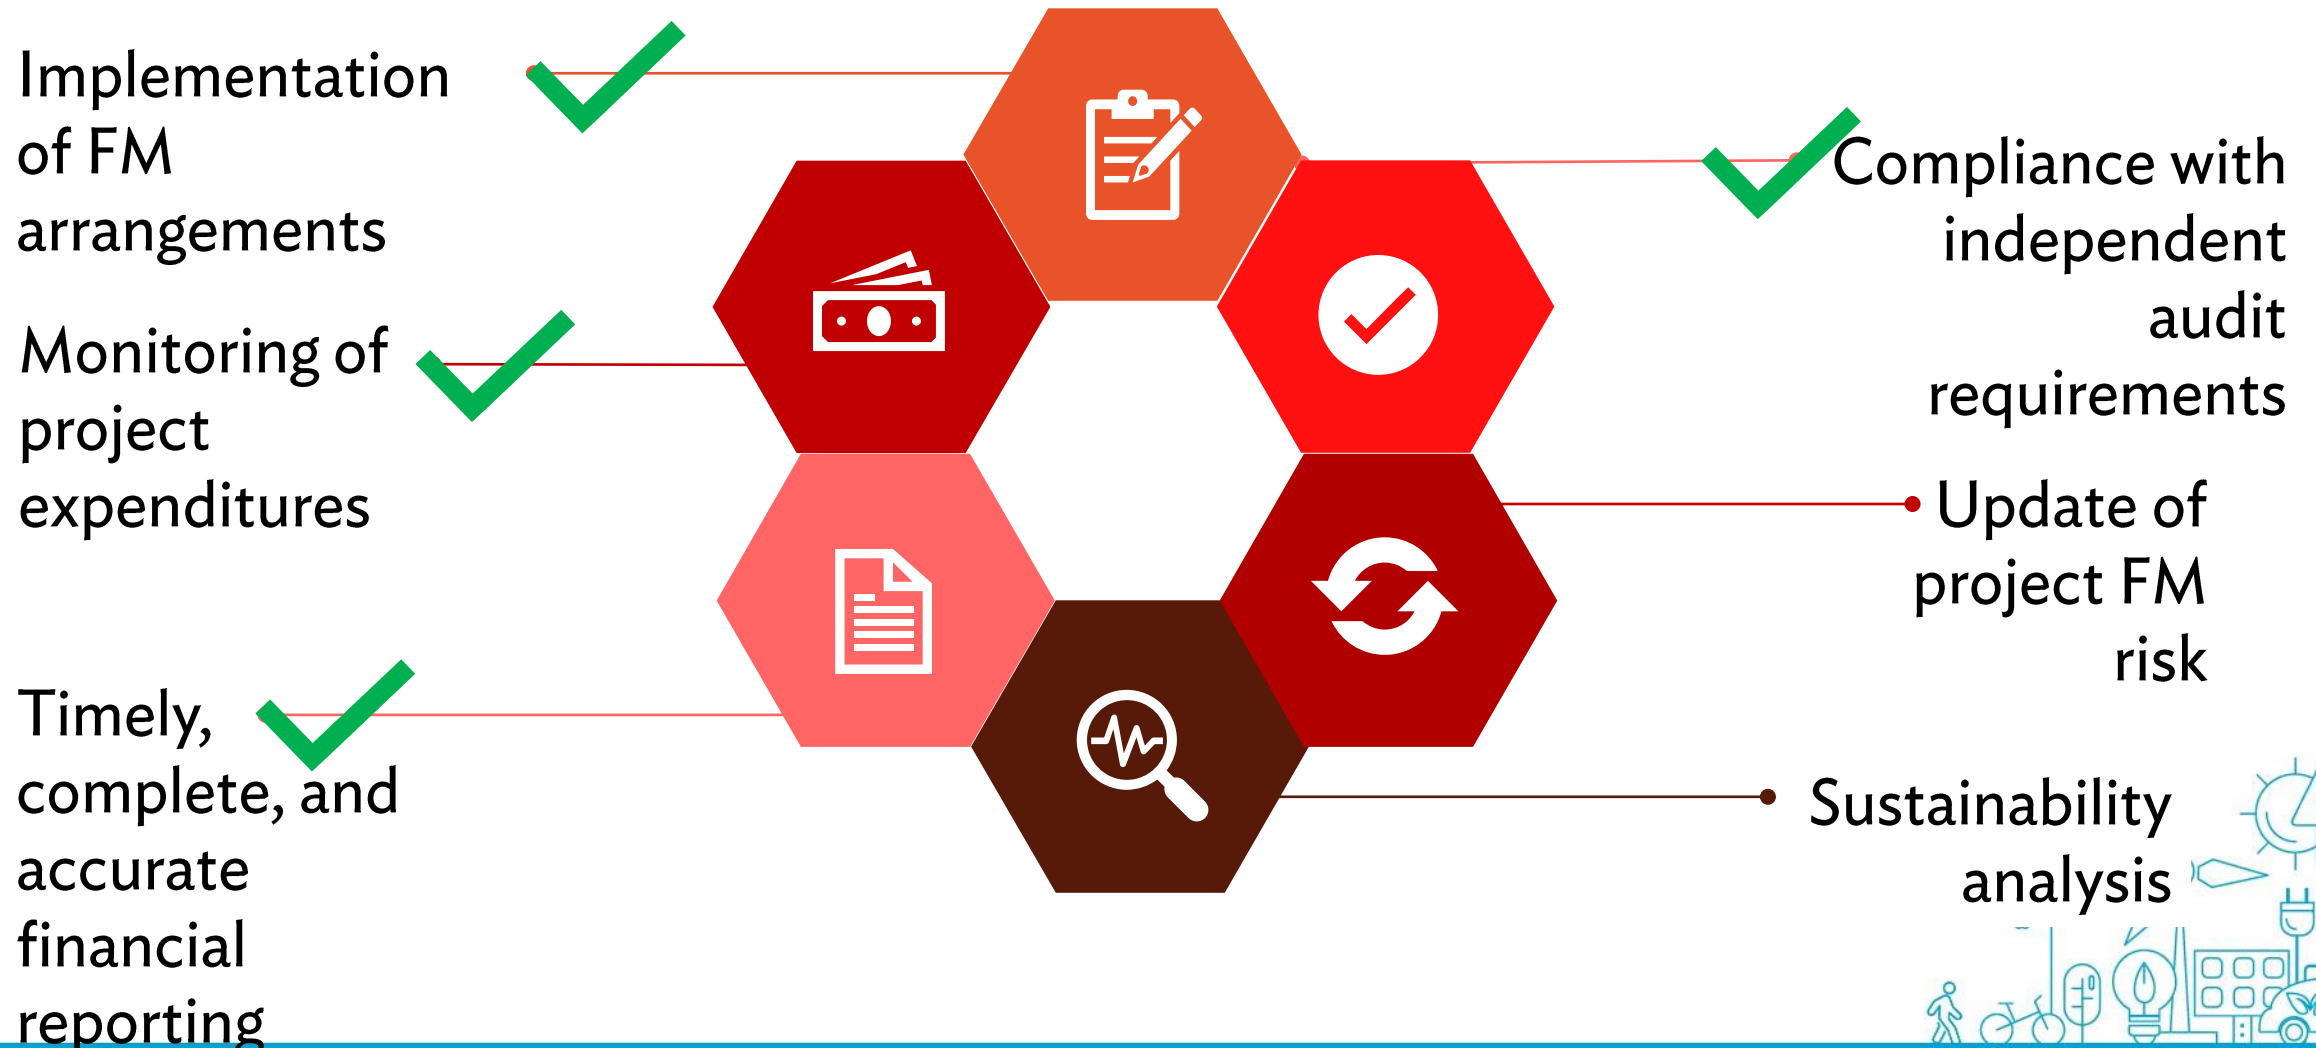 Implementation
of FM
arrangements
Monitoring of
project
expenditures
Timely,
complete, and
accurate
financial
reporting
Compliance with
independent
audit
requirements
Update of
project FM
risk
Sustainability
analysis